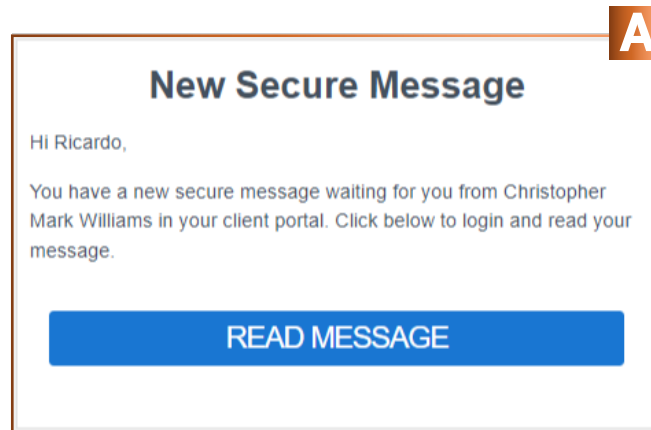 A
New Secure Message
Hi Ricardo,
You have a new secure message waiting for you from Christopher
Mark Williams in your client portal. Click below to login and read your
message.
READ MESSAGE